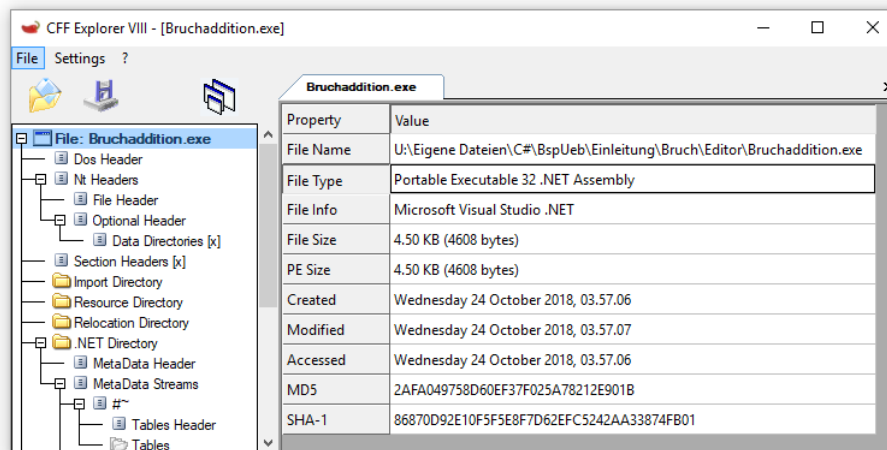 CFF Explorer VIII - [Bruchaddition.exe]
File Settings ?
Bruchaddition.exe
File: Bruchaddition.exe
Dos Header
Nt Headers
File Header
Optional Header
Data Directories [x]
Section Headers [x]
Import Directory
Resource Directory
Relocation Directory
.NET Directory
MetaData Header
MetaData Streams
#~
Tables Header
Tables
Property Value
File Name U:\Eigene Dateien\C#\BspUeb\Einleitung\Bruch\Editor\Bruchaddition.exe
File Type Portable Executable 32 .NET Assembly
File Info Microsoft Visual Studio .NET
File Size 4.50 KB (4608 bytes)
PE Size 4.50 KB (4608 bytes)
Created Wednesday 24 October 2018, 03.57.06
Modified Wednesday 24 October 2018, 03.57.07
Accessed Wednesday 24 October 2018, 03.57.06
MD5 2AFA049758D60EF37F025A78212E901B
SHA-1 86870D92E10F5F5E8F7D62EFC5242AA33874FB01